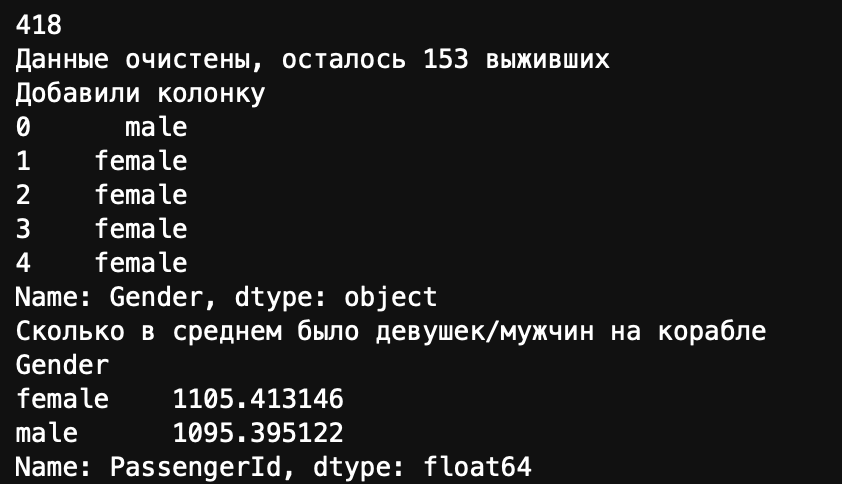 418
Данные очистены, осталось 153 выживших
Добавили колонку
0      male
1    female
2    female
3    female
4    female
Name: Gender, dtype: object
Сколько в среднем было девушек/мужчин на корабле
Gender
female    1105.413146
male      1095.395122
Name: PassengerId, dtype: float64